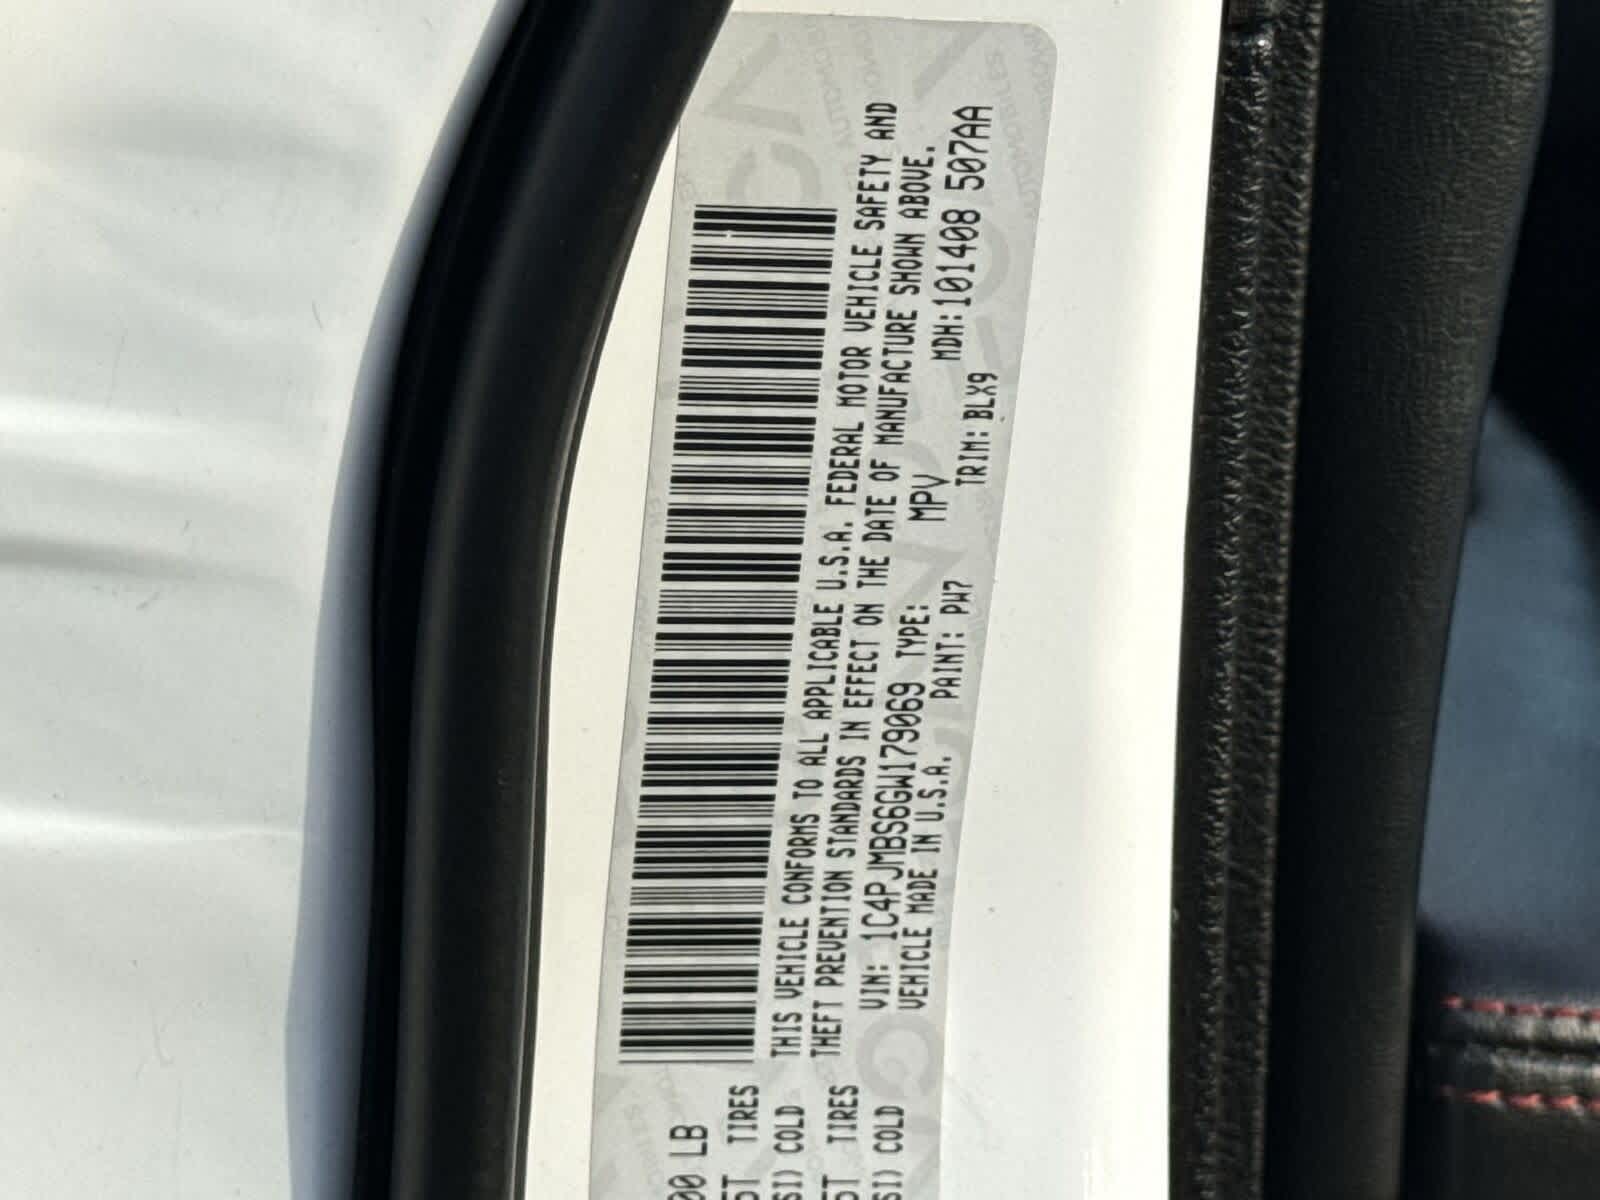 00 LB
5T TIRES
SI) COLD
5T TIRES
SI) COLD
THIS VEHICLE CONFORMS TO ALL APPLICABLE U.S.A. FEDERAL MOTOR VEHICLE SAFETY AND
THEFT PREVENTION STANDARDS IN EFFECT ON THE DATE OF MANUFACTURE SHOWN ABOVE.
VIN: 1C4PJMBS6GW179069 TYPE: MPV MDH:101408 507AA
VEHICLE MADE IN U.S.A. PAINT: PW7 TRIM: BLX9